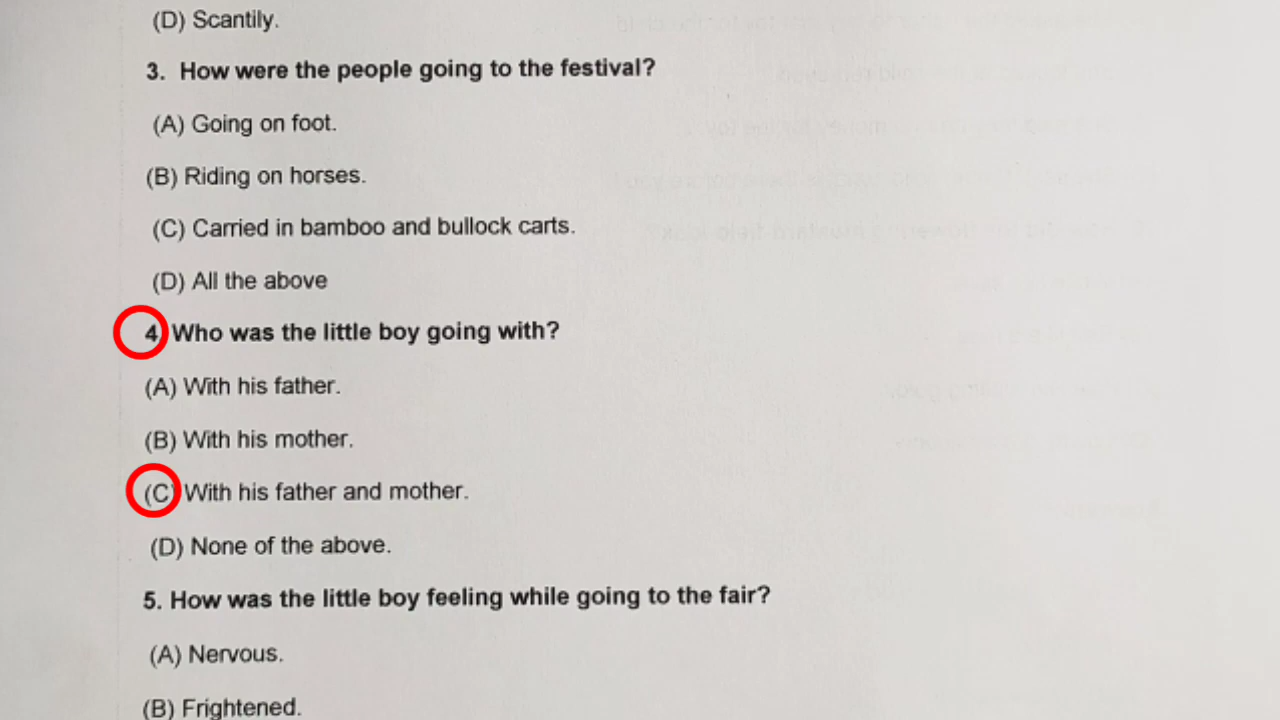 (D) Scantily.
3. How were the people going to the festival?
(A) Going on foot.
(B) Riding on horses.
(C) Carried in bamboo and bullock carts.
(D) All the above
4. Who was the little boy going with?
(A) With his father.
(B) With his mother.
(C) With his father and mother.
(D) None of the above.
5. How was the little boy feeling while going to the fair?
(A) Nervous.
(B) Frightened.